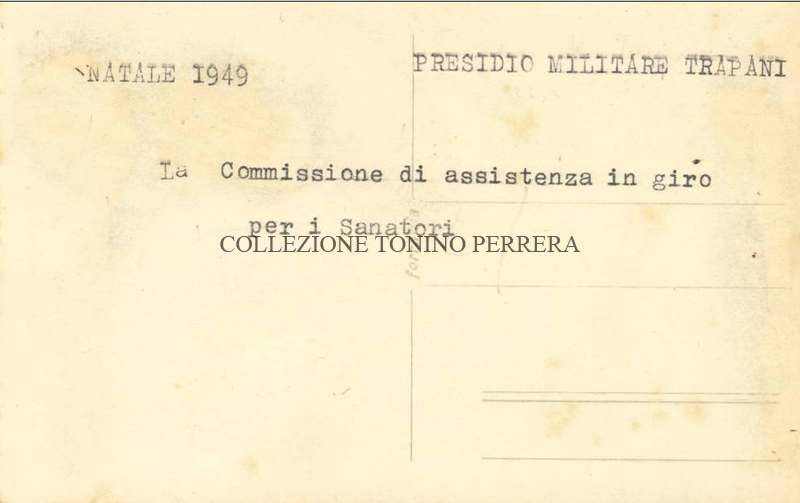 NATALE 1949
PRESIDIO MILITARE TRAPANI
La Commissione di assistenza in giro
per i Sanatori
COLLEZIONE TONINO PERRERA